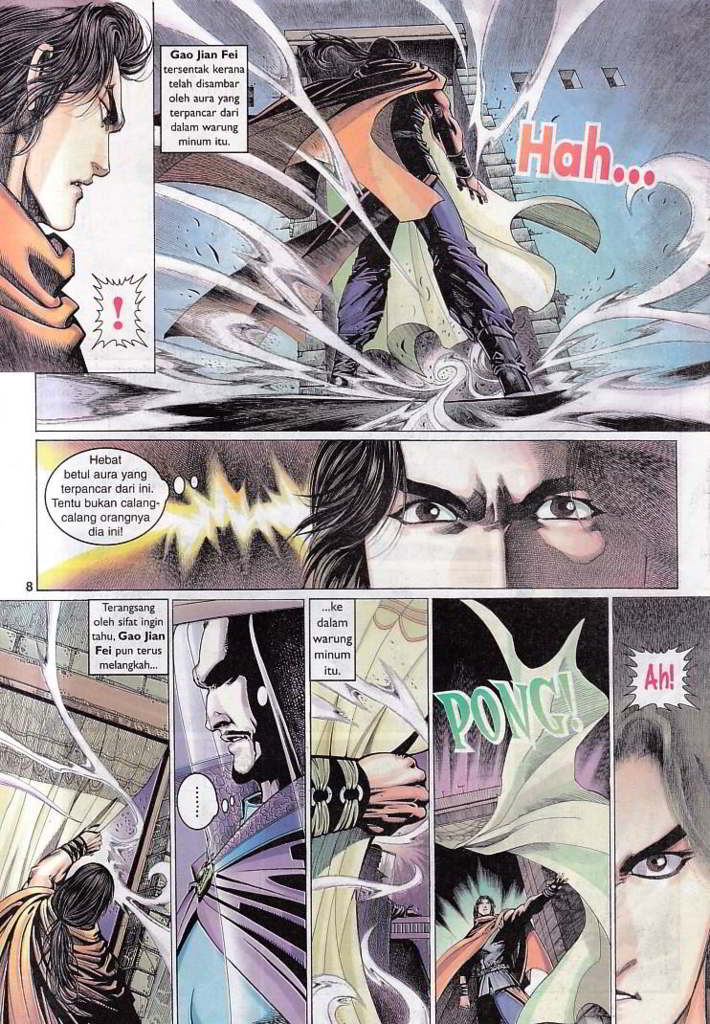 Gao Jian Fei
tersentak kerana
telah disambar
oleh aura yang
terpancar dari
dalam warung
minum itu.
Hah...
!
Hebat
betul aura yang
terpancar dari ini.
Tentu bukan calang-
calang orangnya
dia ini!
8
Terangsang
oleh sifat ingin
tahu, Gao Jian
Fei pun terus
melangkah...
......
...ke
dalam
warung
minum
itu.
PONG!
Ah!